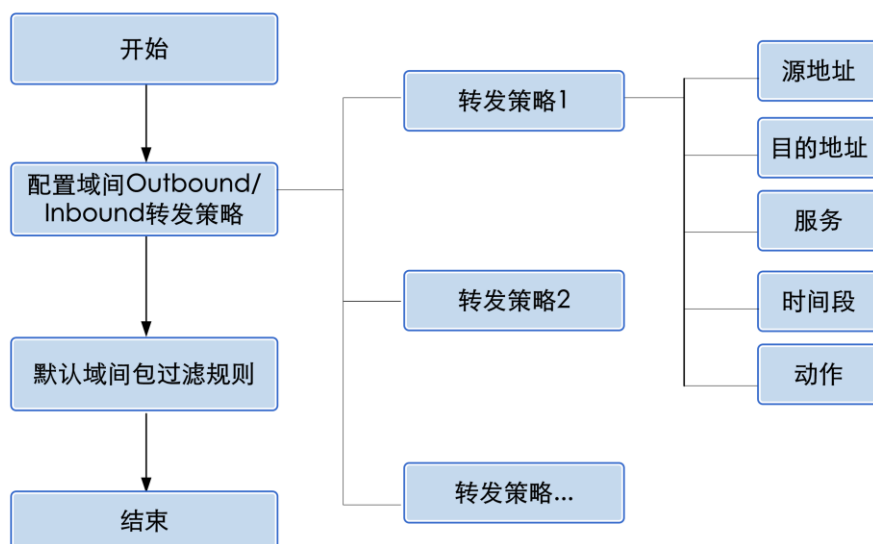 开始
配置域间Outbound/
Inbound转发策略
默认域间包过滤规则
结束
转发策略1
转发策略2
转发策略...
源地址
目的地址
服务
时间段
动作